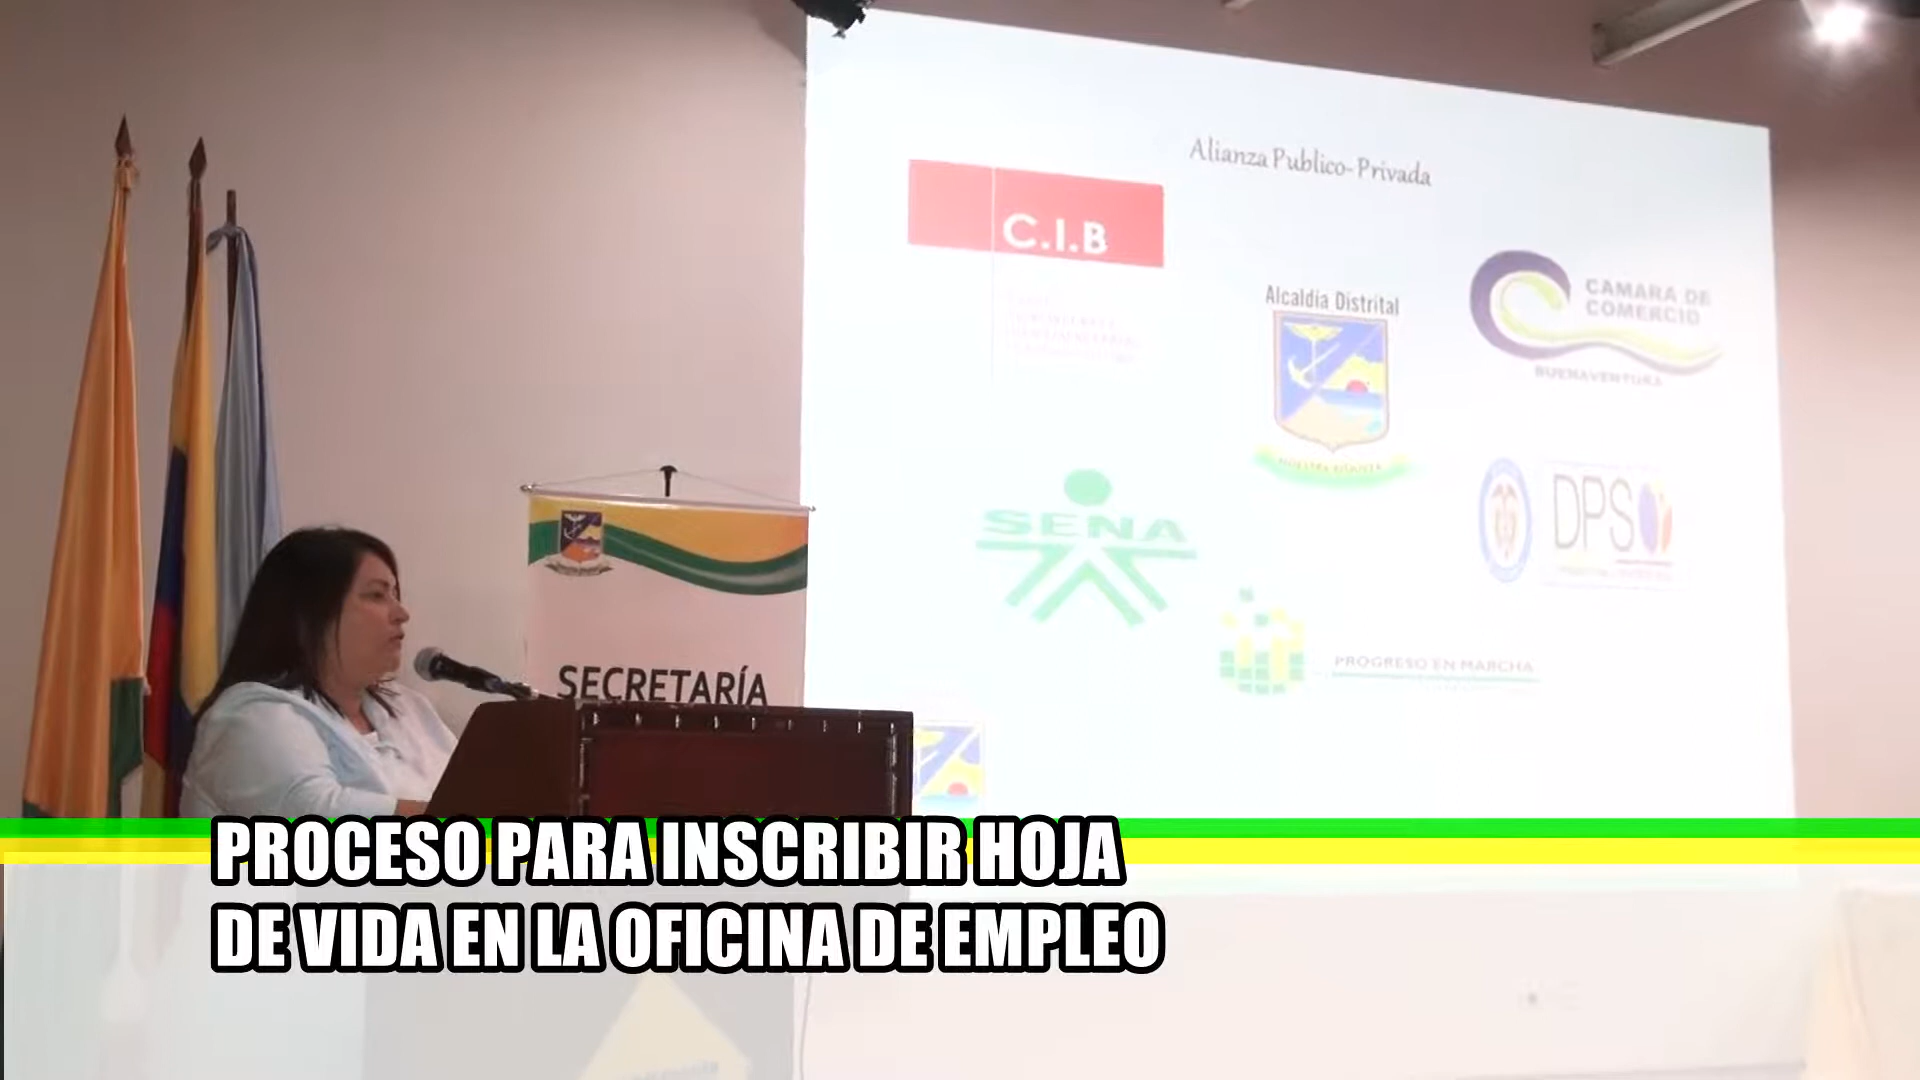 Alianza Publico-Privada
C.I.B
Alcaldía Distrital
CAMARA DE
COMERCIO
BUENAVENTURA
SENA
DPS
PROGRESO EN MARCHA
SECRETARÍA
PROCESO PARA INSCRIBIR HOJA
DE VIDA EN LA OFICINA DE EMPLEO